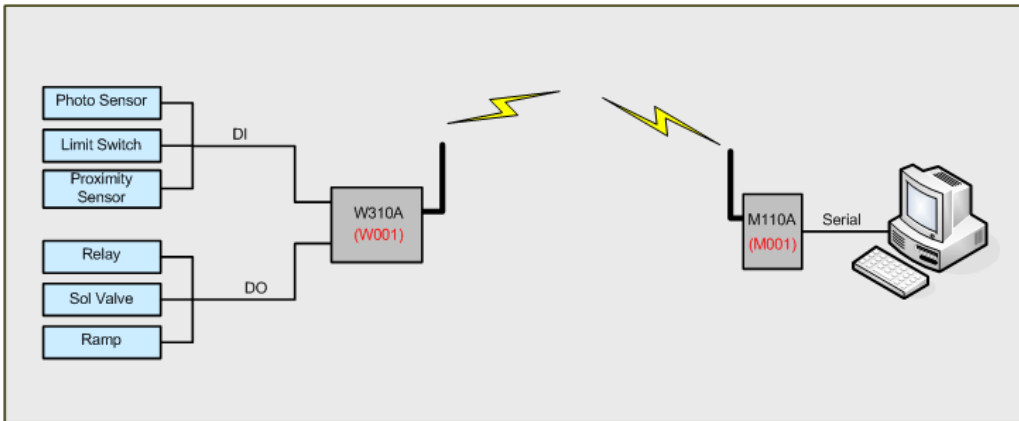 Photo Sensor
Limit Switch
Proximity
Sensor
DI
Relay
Sol Valve
Ramp
DO
W310A
(W001)
M110A
(M001)
Serial